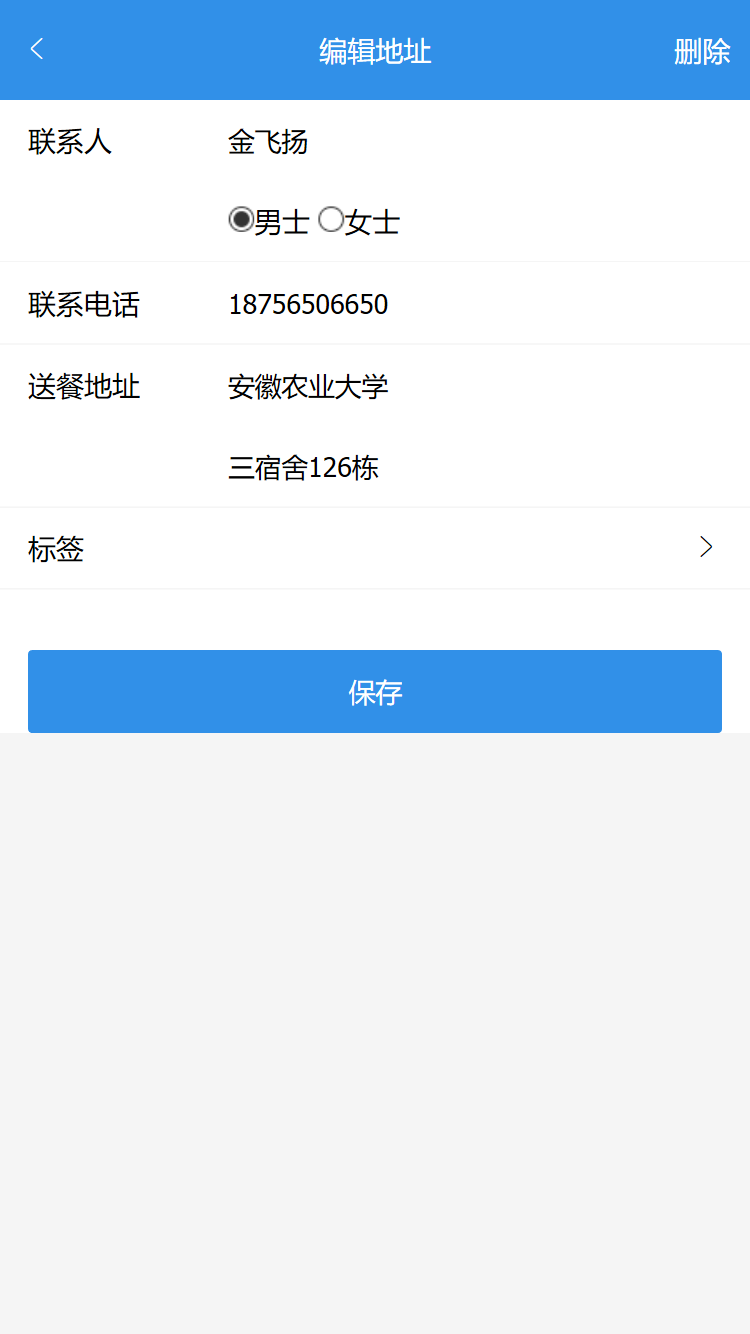 编辑地址 删除
联系人 金飞扬
男士 女士
联系电话 18756506650
送餐地址 安徽农业大学
三宿舍126栋
标签
保存